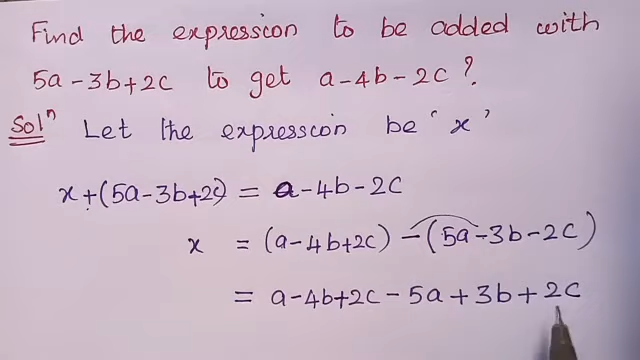 Find the expression to be added with
5a-3b+2c to get a-4b-2c?
Solⁿ Let the expression be 'x'
x+(5a-3b+2c) = a-4b-2c
x = (a-4b+2c) -(5a-3b-2c)
= a-4b+2c-5a+3b+2c